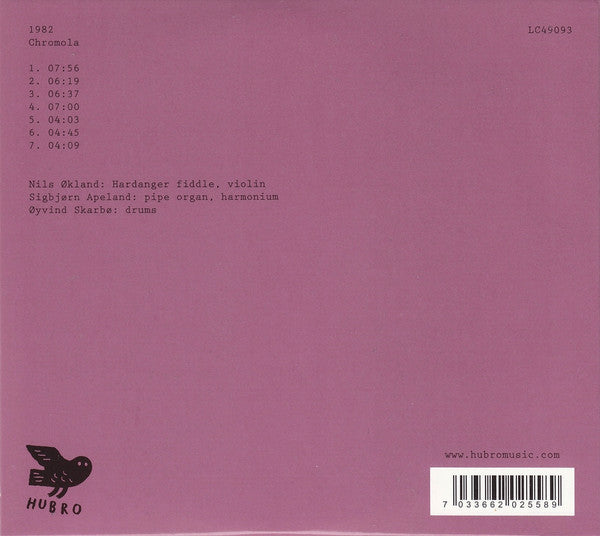 1982
Chromola
LC49093
1. 07:56
2. 06:19
3. 06:37
4. 07:00
5. 04:03
6. 04:45
7. 04:09
Nils Økland: Hardanger fiddle, violin
Sigbjørn Apeland: pipe organ, harmonium
Øyvind Skarbø: drums
HUBRO
www.hubromusic.com
7 033662 025589